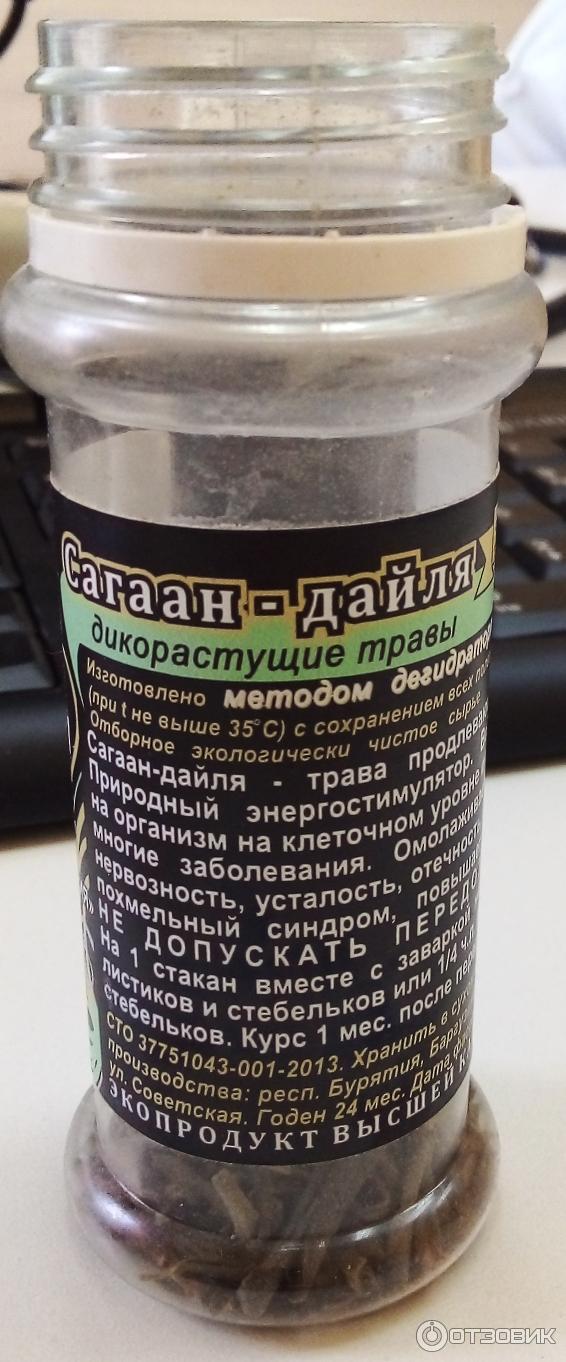 Сагаан - дайля
дикорастущие травы
Изготовлено методом
(при t не выше 35°С) с сохранением всех
Отборное экологически чистое сырье.
Сагаан-дайля - трава
Природный энергостимулятор.
на организм на клеточном уровне
многие заболевания.
нервозность, усталость,
похмельный синдром,
НЕ ДОПУСКАТЬ
На 1 стакан вместе с заваркой
листиков и стебельков или 1/4 ч.л.
стебельков. Курс 1 мес. после
СТО 37751043-001-2013. Хранить в
производства: респ. Бурятия,
ул. Советская. Годен 24 мес. Дата
ЭКОПРОДУКТ ВЫСШЕЙ
ОТЗОВИК